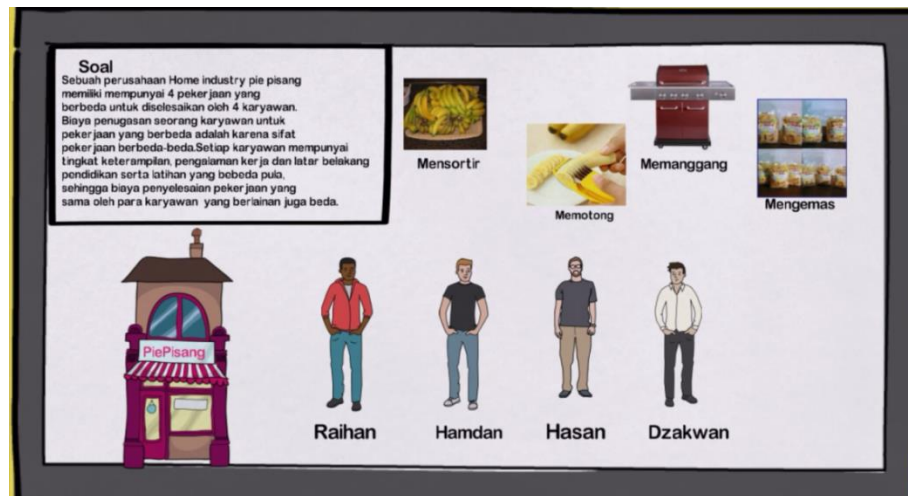 Soal
Sebuah perusahaan Home industry pie pisang
memiliki mempunyai 4 pekerjaan yang
berbeda untuk diselesaikan oleh 4 karyawan.
Biaya penugasan seorang karyawan untuk
pekerjaan yang berbeda adalah karena sifat
pekerjaan berbeda-beda.Setiap karyawan mempunyai
tingkat keterampilan, pengalaman kerja dan latar belakang
pendidikan serta latihan yang bebeda pula,
sehingga biaya penyelesaian pekerjaan yang
sama oleh para karyawan yang berlainan juga beda.
Mensortir
Memotong
Memanggang
Mengemas
PiePisang
Raihan
Hamdan
Hasan
Dzakwan